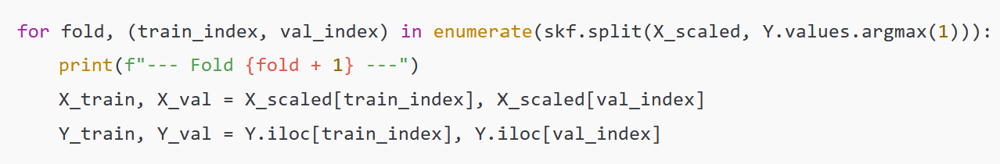 for fold, (train_index, val_index) in enumerate(skf.split(X_scaled, Y.values.argmax(1))):
    print(f"--- Fold {fold + 1} ---")
    X_train, X_val = X_scaled[train_index], X_scaled[val_index]
    Y_train, Y_val = Y.iloc[train_index], Y.iloc[val_index]